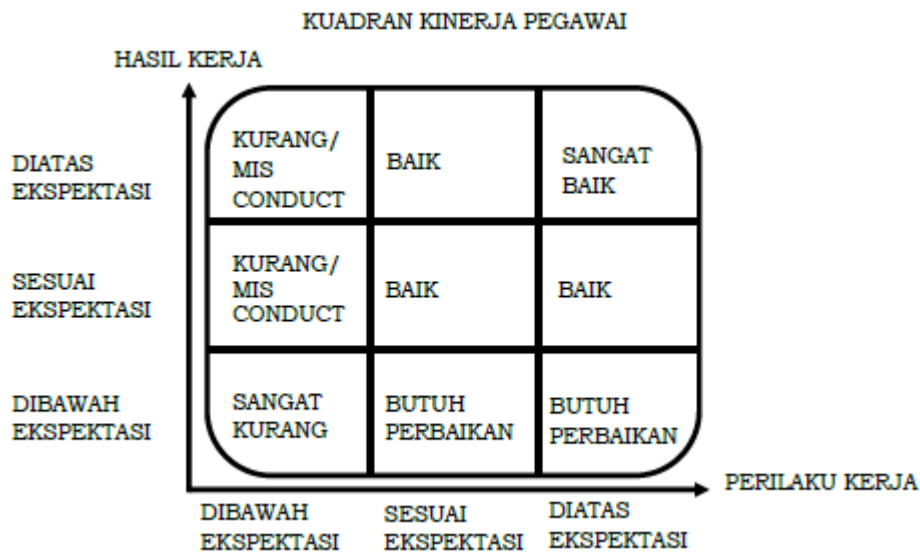 KUADRAN KINERJA PEGAWAI
HASIL KERJA
DIATAS
EKSPEKTASI
KURANG/
MIS
CONDUCT
BAIK
SANGAT
BAIK
SESUAI
EKSPEKTASI
KURANG/
MIS
CONDUCT
BAIK
BAIK
DIBAWAH
EKSPEKTASI
SANGAT
KURANG
BUTUH
PERBAIKAN
BUTUH
PERBAIKAN
PERILAKU KERJA
DIBAWAH
EKSPEKTASI
SESUAI
EKSPEKTASI
DIATAS
EKSPEKTASI